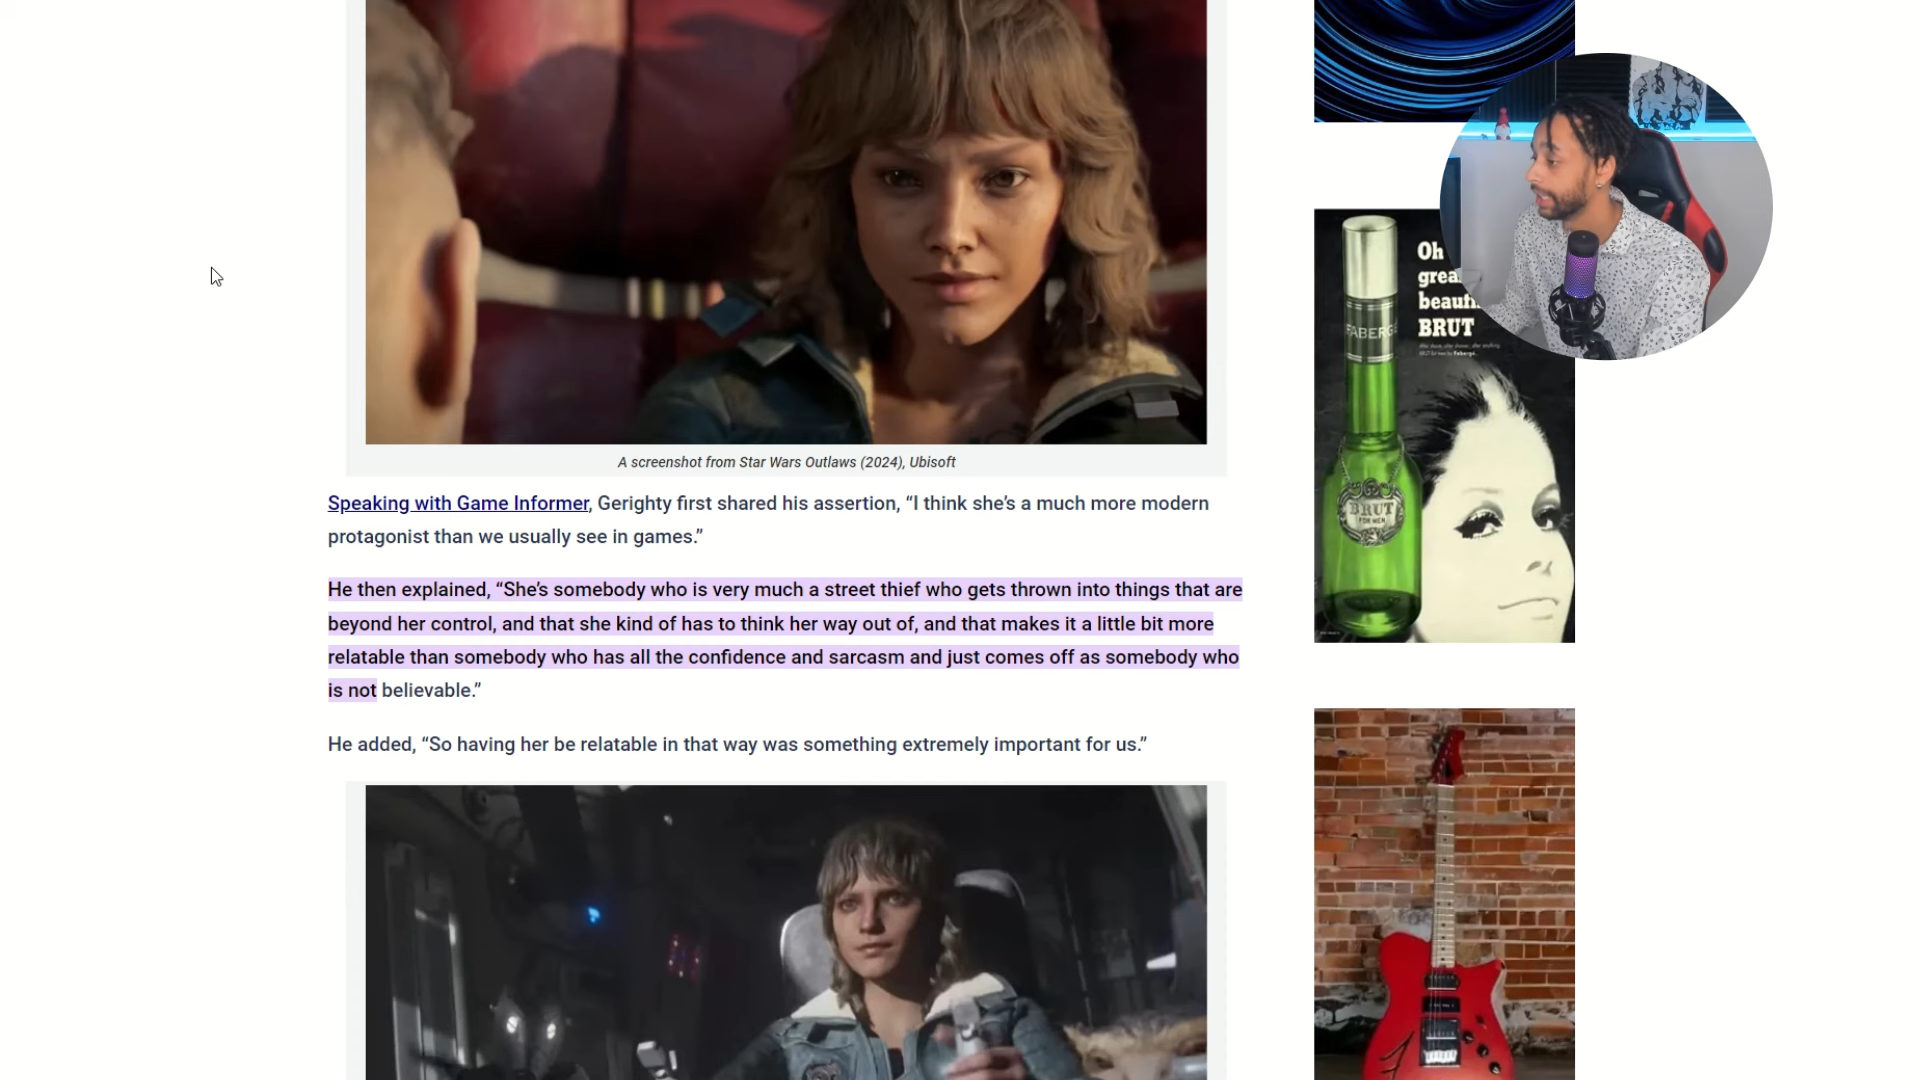 A screenshot from Star Wars Outlaws (2024), Ubisoft
Speaking with Game Informer, Gerighty first shared his assertion, “I think she’s a much more modern
protagonist than we usually see in games.”
He then explained, “She’s somebody who is very much a street thief who gets thrown into things that are
beyond her control, and that she kind of has to think her way out of, and that makes it a little bit more
relatable than somebody who has all the confidence and sarcasm and just comes off as somebody who
is not believable.”
He added, “So having her be relatable in that way was something extremely important for us.”
Oh
BRUT
FABERGÉ
BRUT
FOR MEN